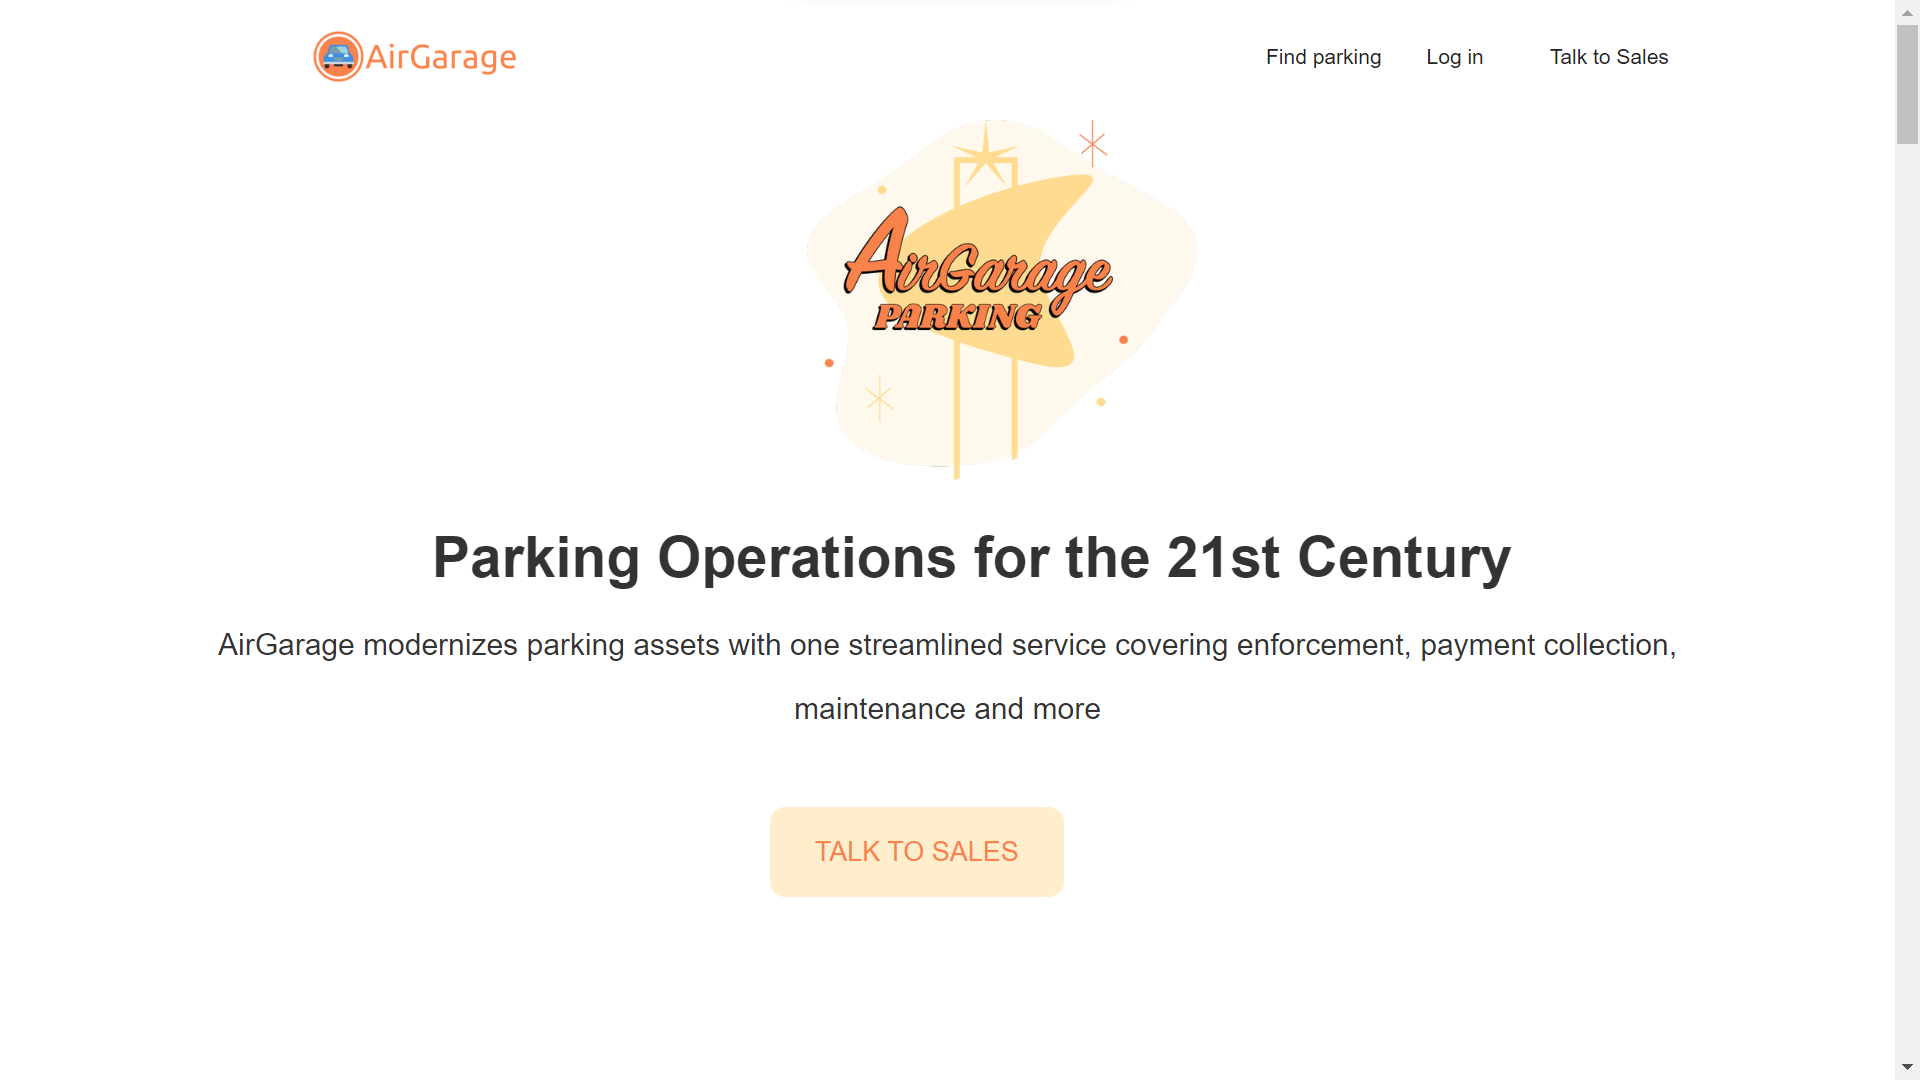 AirGarage
Find parking
Log in
Talk to Sales
AirGarage
PARKING
Parking Operations for the 21st Century
AirGarage modernizes parking assets with one streamlined service covering enforcement, payment collection,
maintenance and more
TALK TO SALES